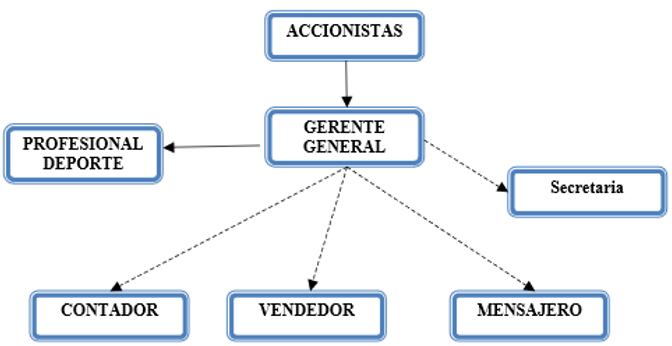 ACCIONISTAS
GERENTE
GENERAL
PROFESIONAL
DEPORTE
Secretaria
CONTADOR
VENDEDOR
MENSAJERO